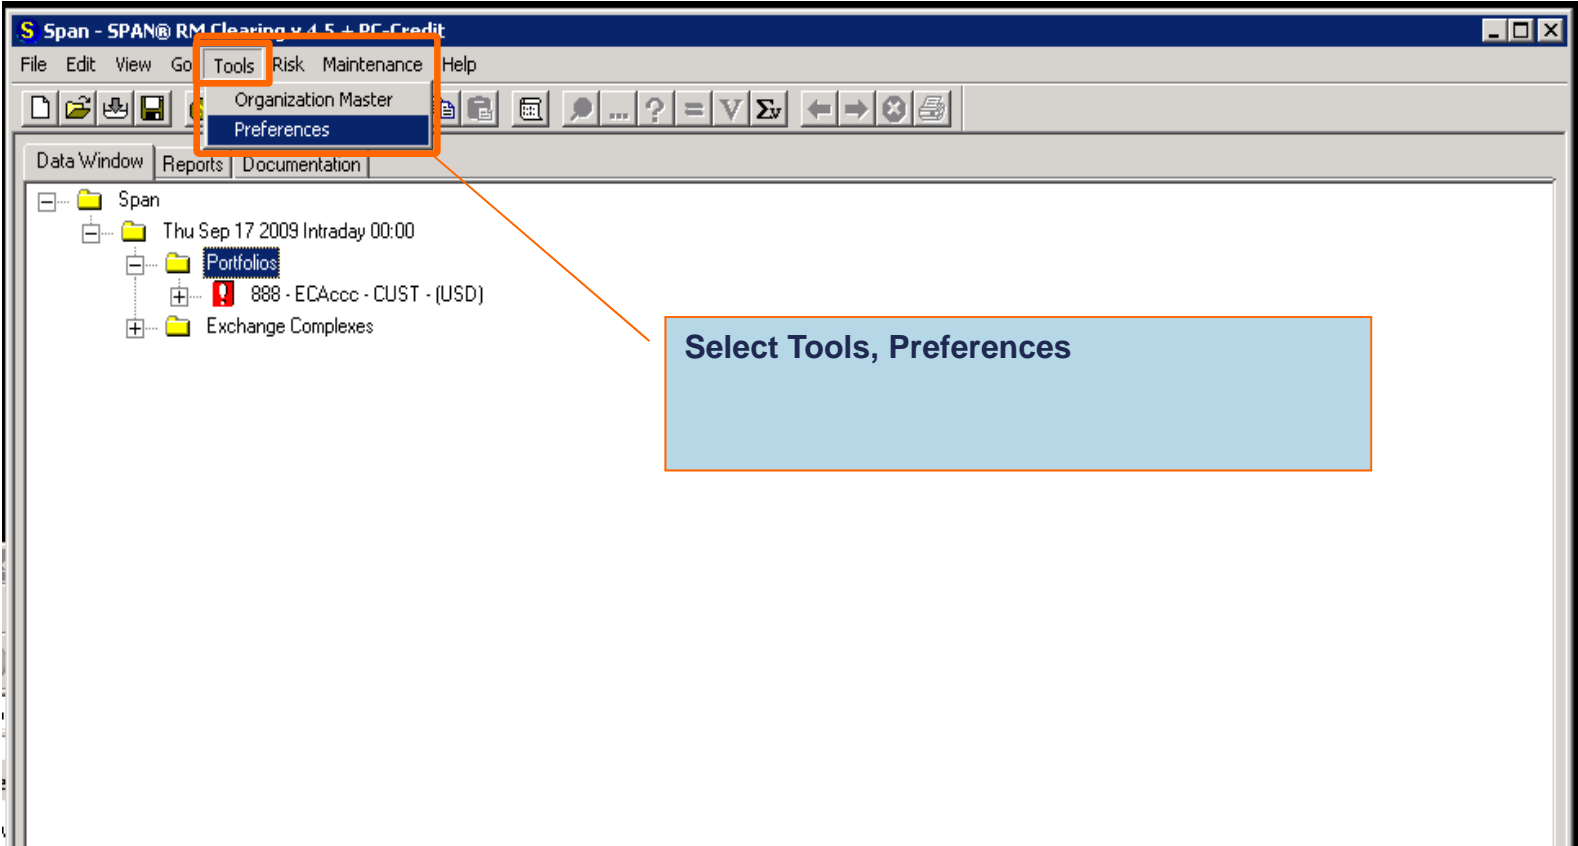 Span - SPAN® RM Clearing v 4.5 + PC-Credit
File Edit View Go Tools Risk Maintenance Help
Organization Master
Preferences
Data Window Reports Documentation
Span
Thu Sep 17 2009 Intraday 00:00
Portfolios
888 - ECAccc - CUST - (USD)
Exchange Complexes
Select Tools, Preferences